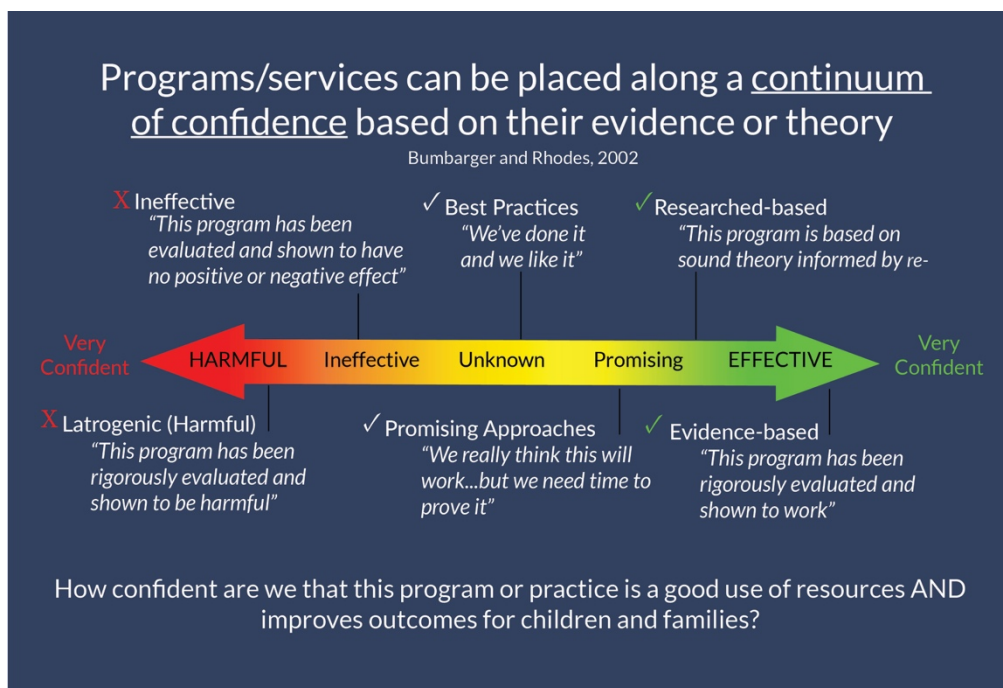 Programs/services can be placed along a continuum
of confidence based on their evidence or theory
Bumbarger and Rhodes, 2002
X Ineffective
“This program has been
evaluated and shown to have
no positive or negative effect”
✓ Best Practices
“We’ve done it
and we like it”
✓ Researched-based
“This program is based on
sound theory informed by re-
Very
Confident
HARMFUL Ineffective Unknown Promising EFFECTIVE
Very
Confident
X Latrogenic (Harmful)
“This program has been
rigorously evaluated and
shown to be harmful”
✓ Promising Approaches
“We really think this will
work...but we need time to
prove it”
✓ Evidence-based
“This program has been
rigorously evaluated and
shown to work”
How confident are we that this program or practice is a good use of resources AND
improves outcomes for children and families?